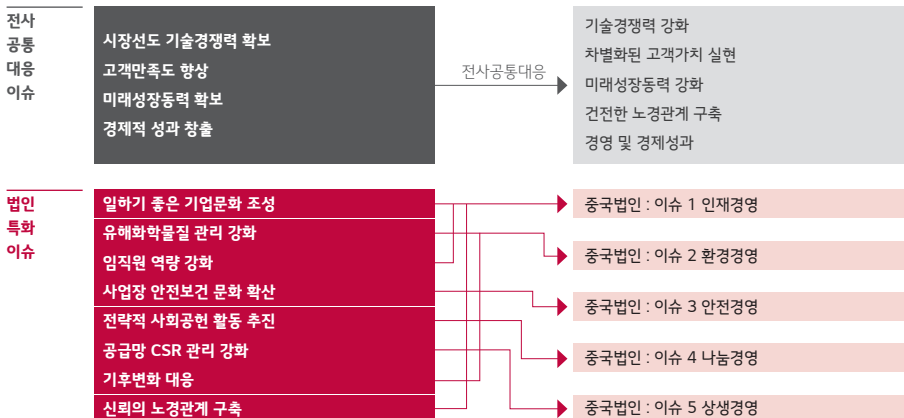 전사
공통
대응
이슈
시장선도 기술경쟁력 확보
고객만족도 향상
미래성장동력 확보
경제적 성과 창출
전사공통대응
기술경쟁력 강화
차별화된 고객가치 실현
미래성장동력 강화
건전한 노경관계 구축
경영 및 경제성과
법인
특화
이슈
일하기 좋은 기업문화 조성
유해화학물질 관리 강화
임직원 역량 강화
사업장 안전보건 문화 확산
전략적 사회공헌 활동 추진
공급망 CSR 관리 강화
기후변화 대응
신뢰의 노경관계 구축
중국법인 : 이슈 1 인재경영
중국법인 : 이슈 2 환경경영
중국법인 : 이슈 3 안전경영
중국법인 : 이슈 4 나눔경영
중국법인 : 이슈 5 상생경영